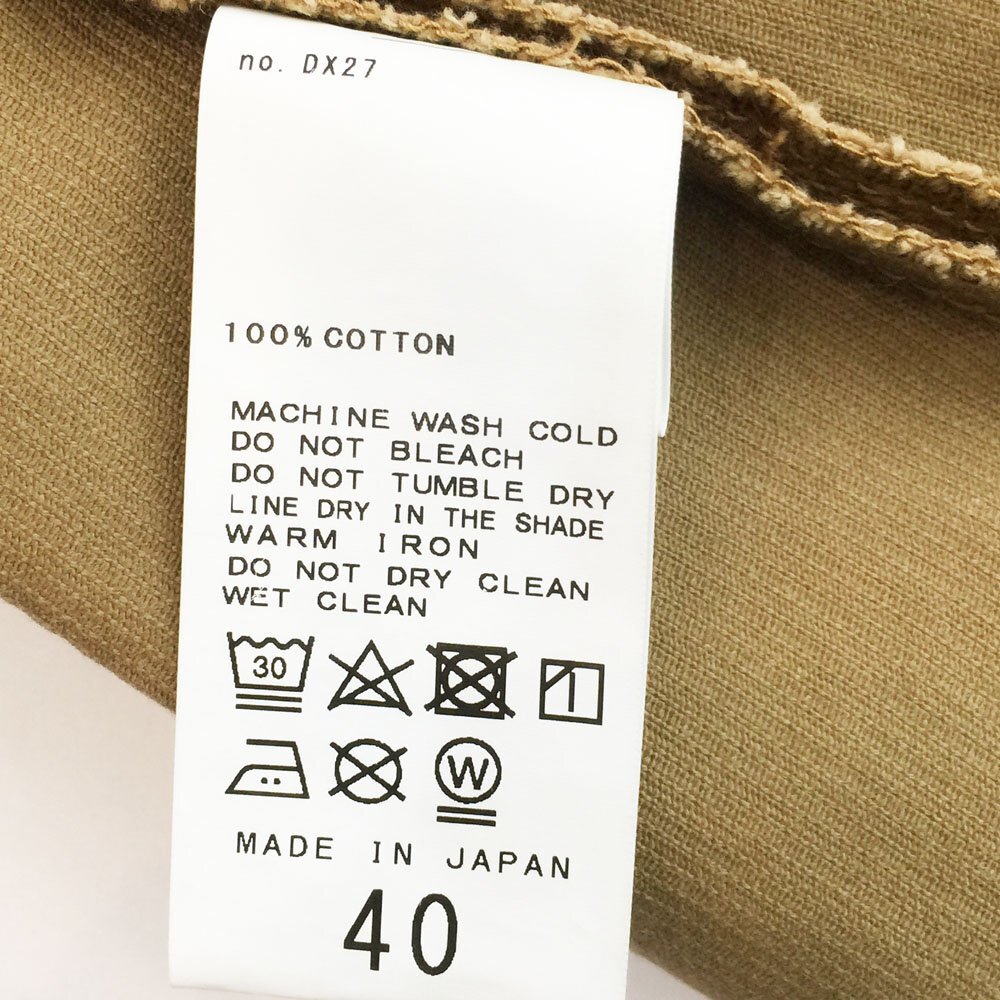 no. DX27
100% COTTON
MACHINE WASH COLD
DO NOT BLEACH
DO NOT TUMBLE DRY
LINE DRY IN THE SHADE
WARM IRON
DO NOT DRY CLEAN
WET CLEAN
30
W
MADE IN JAPAN
40